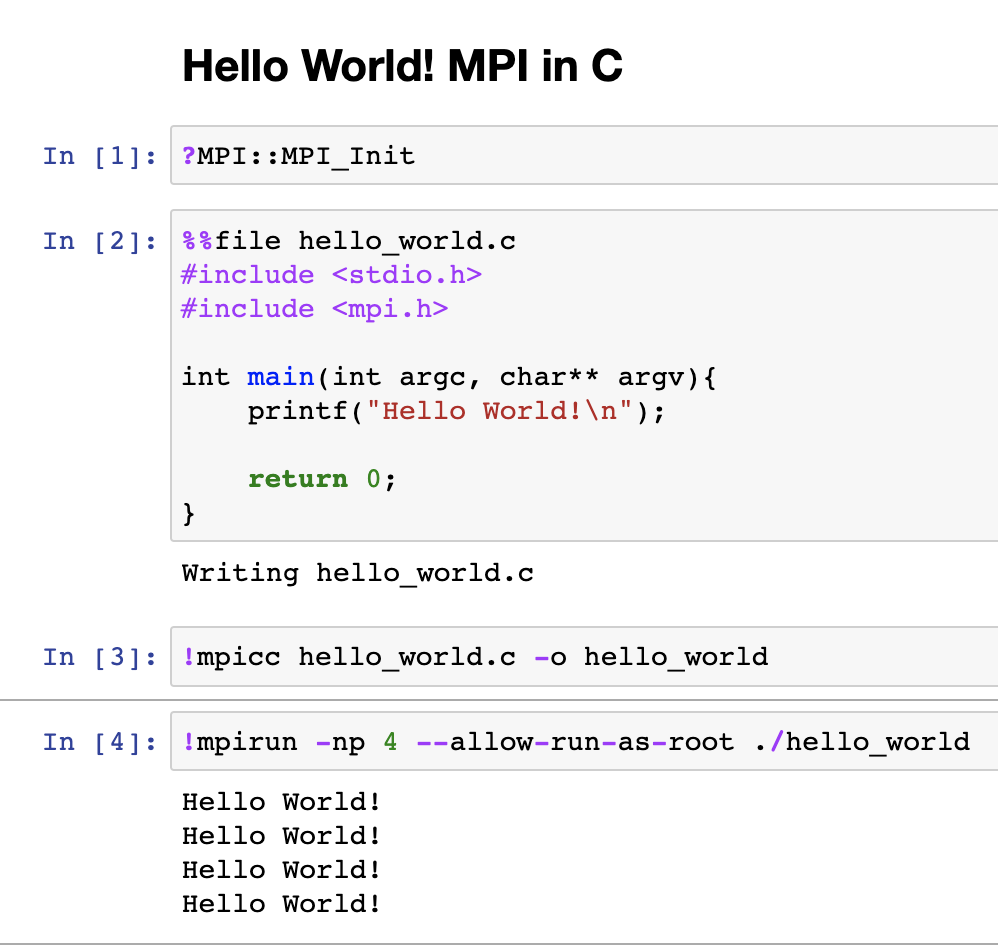 Hello World! MPI in C
In [1]: ?MPI::MPI_Init
In [2]: %%file hello_world.c
#include <stdio.h>
#include <mpi.h>
int main(int argc, char** argv){
    printf("Hello World!\n");
    return 0;
}
Writing hello_world.c
In [3]: !mpicc hello_world.c -o hello_world
In [4]: !mpirun -np 4 --allow-run-as-root ./hello_world
Hello World!
Hello World!
Hello World!
Hello World!